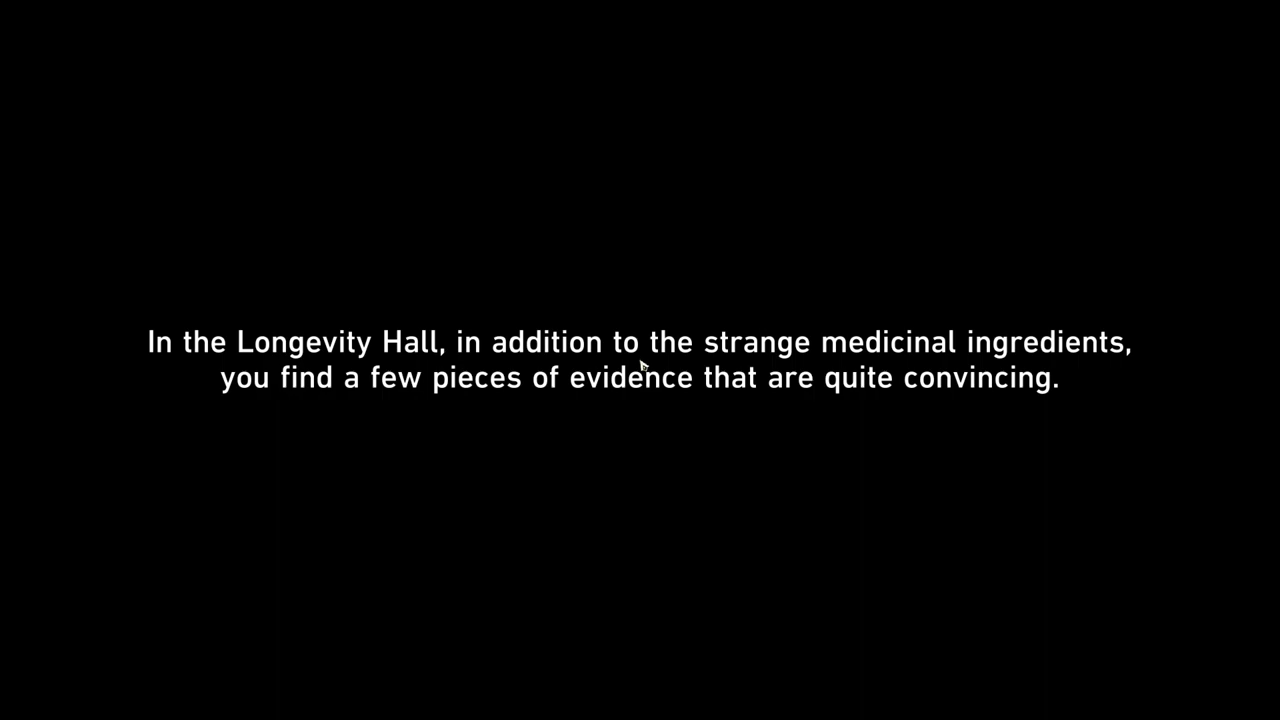 In the Longevity Hall, in addition to the strange medicinal ingredients,
you find a few pieces of evidence that are quite convincing.